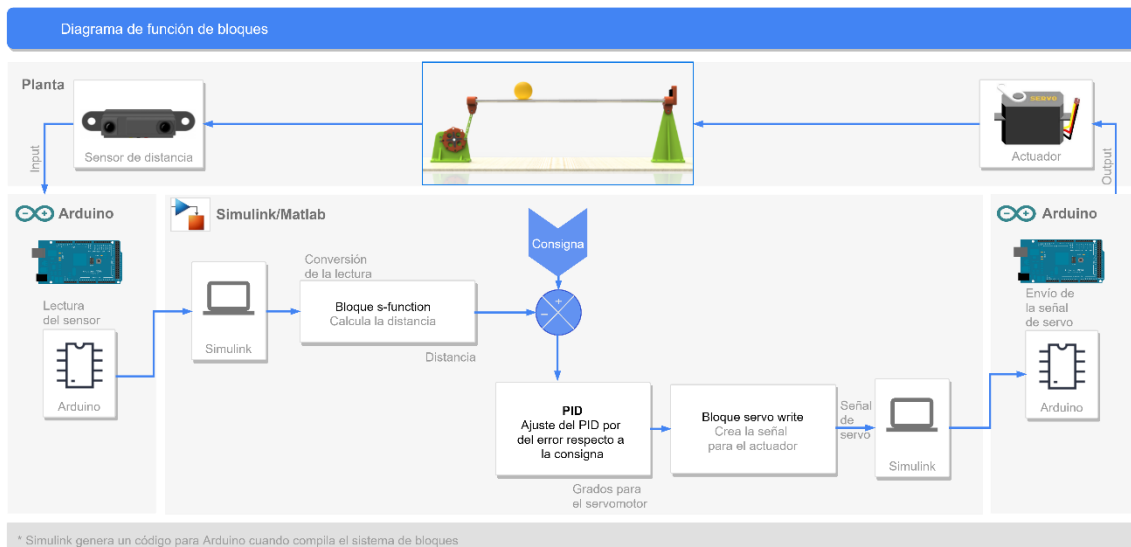 Diagrama de función de bloques
Planta
Sensor de distancia
SERVO
Actuador
Input
Output
Arduino
Lectura
del sensor
Arduino
Simulink/Matlab
Simulink
Conversión
de la lectura
Bloque s-function
Calcula la distancia
Distancia
Consigna
+
−
PID
Ajuste del PID por
del error respecto a
la consigna
Grados para
el servomotor
Bloque servo write
Crea la señal
para el actuador
Señal
de
servo
Simulink
Arduino
Envío de
la señal
de servo
Arduino
* Simulink genera un código para Arduino cuando compila el sistema de bloques